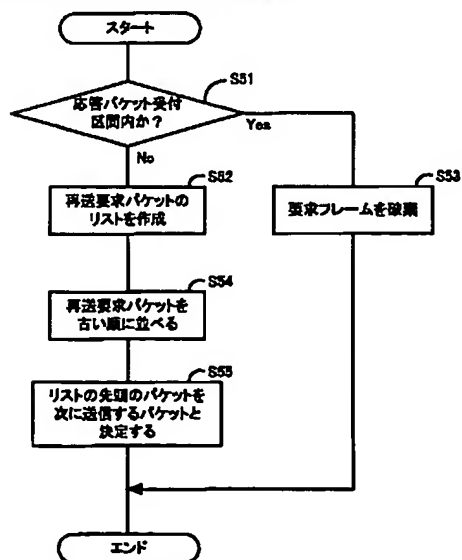 スタート
応答パケット受付
区間内か?
S51
Yes
No
S52
再送要求パケットの
リストを作成
S53
要求フレームを破棄
S54
再送要求パケットを
古い順に並べる
S55
リストの先頭のパケットを
次に送信するパケットと
決定する
エンド